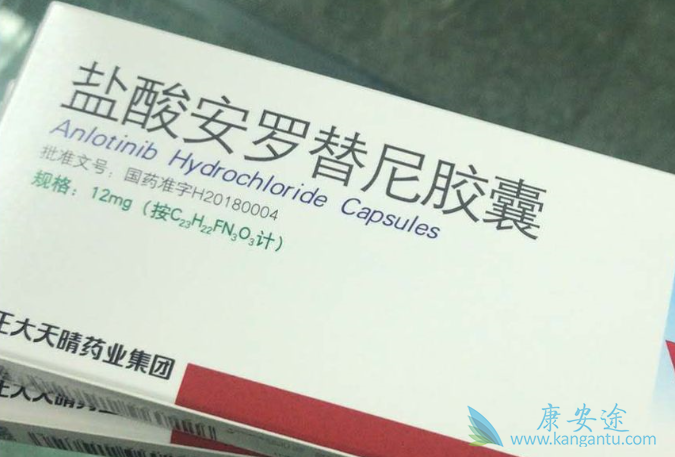 盐酸安罗替尼胶囊
Anlotinib Hydrochloride Capsules
批准文号：国药准字H20180004
规格：12mg（按C₂₃H₂₂FN₃O₃计）
正大天晴药业集团
大天晴
康安途
www.kangantu.com